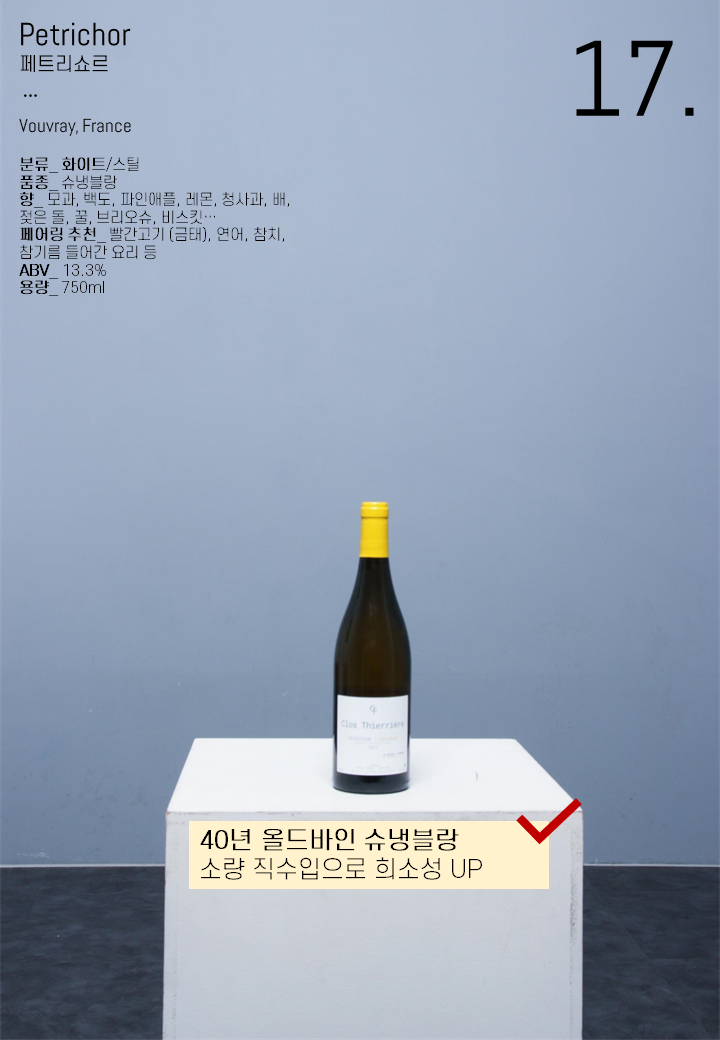 Petrichor
페트리쇼르
...
Vouvray, France
17.
분류_ 화이트/스틸
품종_ 슈냉블랑
향_ 모과, 백도, 파인애플, 레몬, 청사과, 배,
젖은 돌, 꿀, 브리오슈, 비스킷…
페어링 추천_ 빨간고기 (금태), 연어, 참치,
참기름 들어간 요리 등
ABV_ 13.3%
용량_ 750ml
Clos Thierrière
40년 올드바인 슈냉블랑
소량 직수입으로 희소성 UP